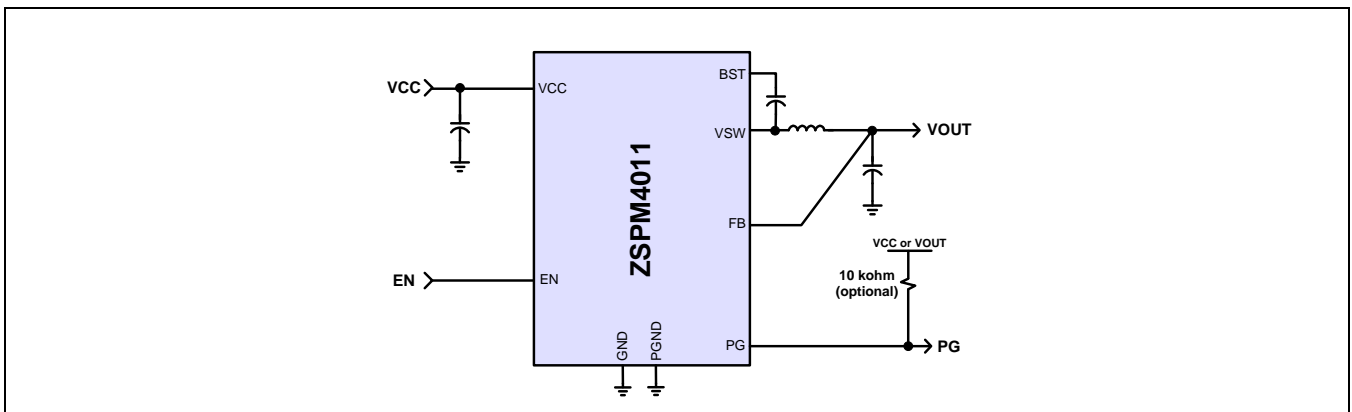 BST
VCC
VCC
VSW
VOUT
ZSPM4011
FB
VCC or VOUT
10 kohm
(optional)
EN
EN
GND
PGND
PG
PG